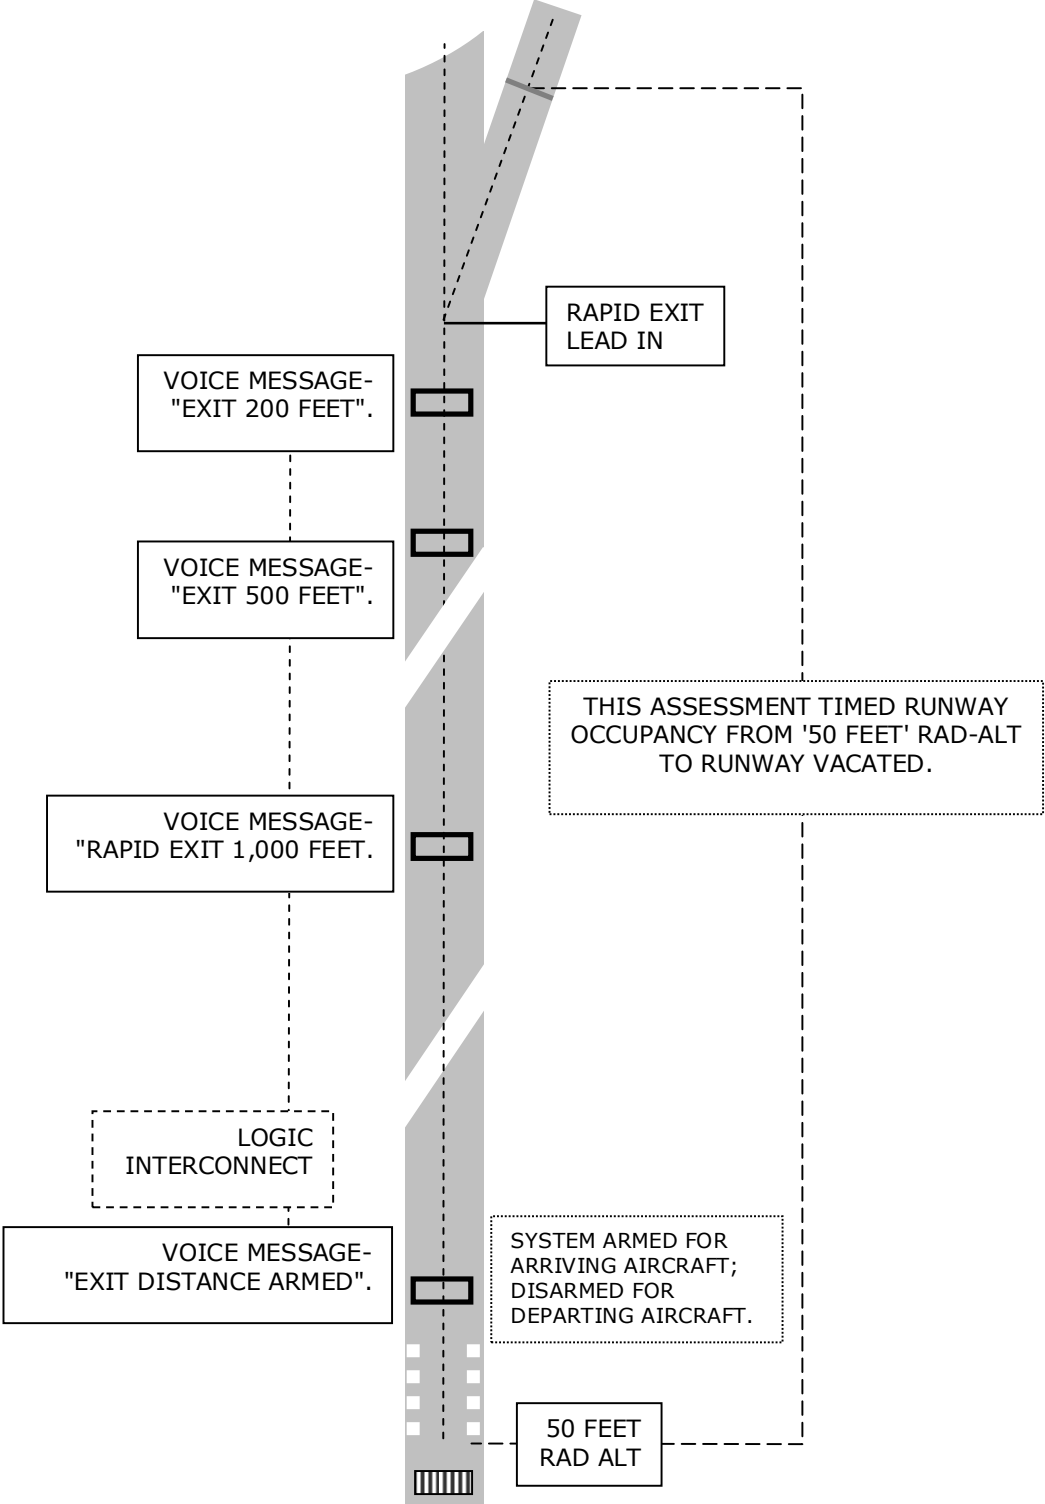 RAPID EXIT
LEAD IN
VOICE MESSAGE-
"EXIT 200 FEET".
VOICE MESSAGE-
"EXIT 500 FEET".
THIS ASSESSMENT TIMED RUNWAY
OCCUPANCY FROM '50 FEET' RAD-ALT
TO RUNWAY VACATED.
VOICE MESSAGE-
"RAPID EXIT 1,000 FEET.
LOGIC
INTERCONNECT
VOICE MESSAGE-
"EXIT DISTANCE ARMED".
SYSTEM ARMED FOR
ARRIVING AIRCRAFT;
DISARMED FOR
DEPARTING AIRCRAFT.
50 FEET
RAD ALT